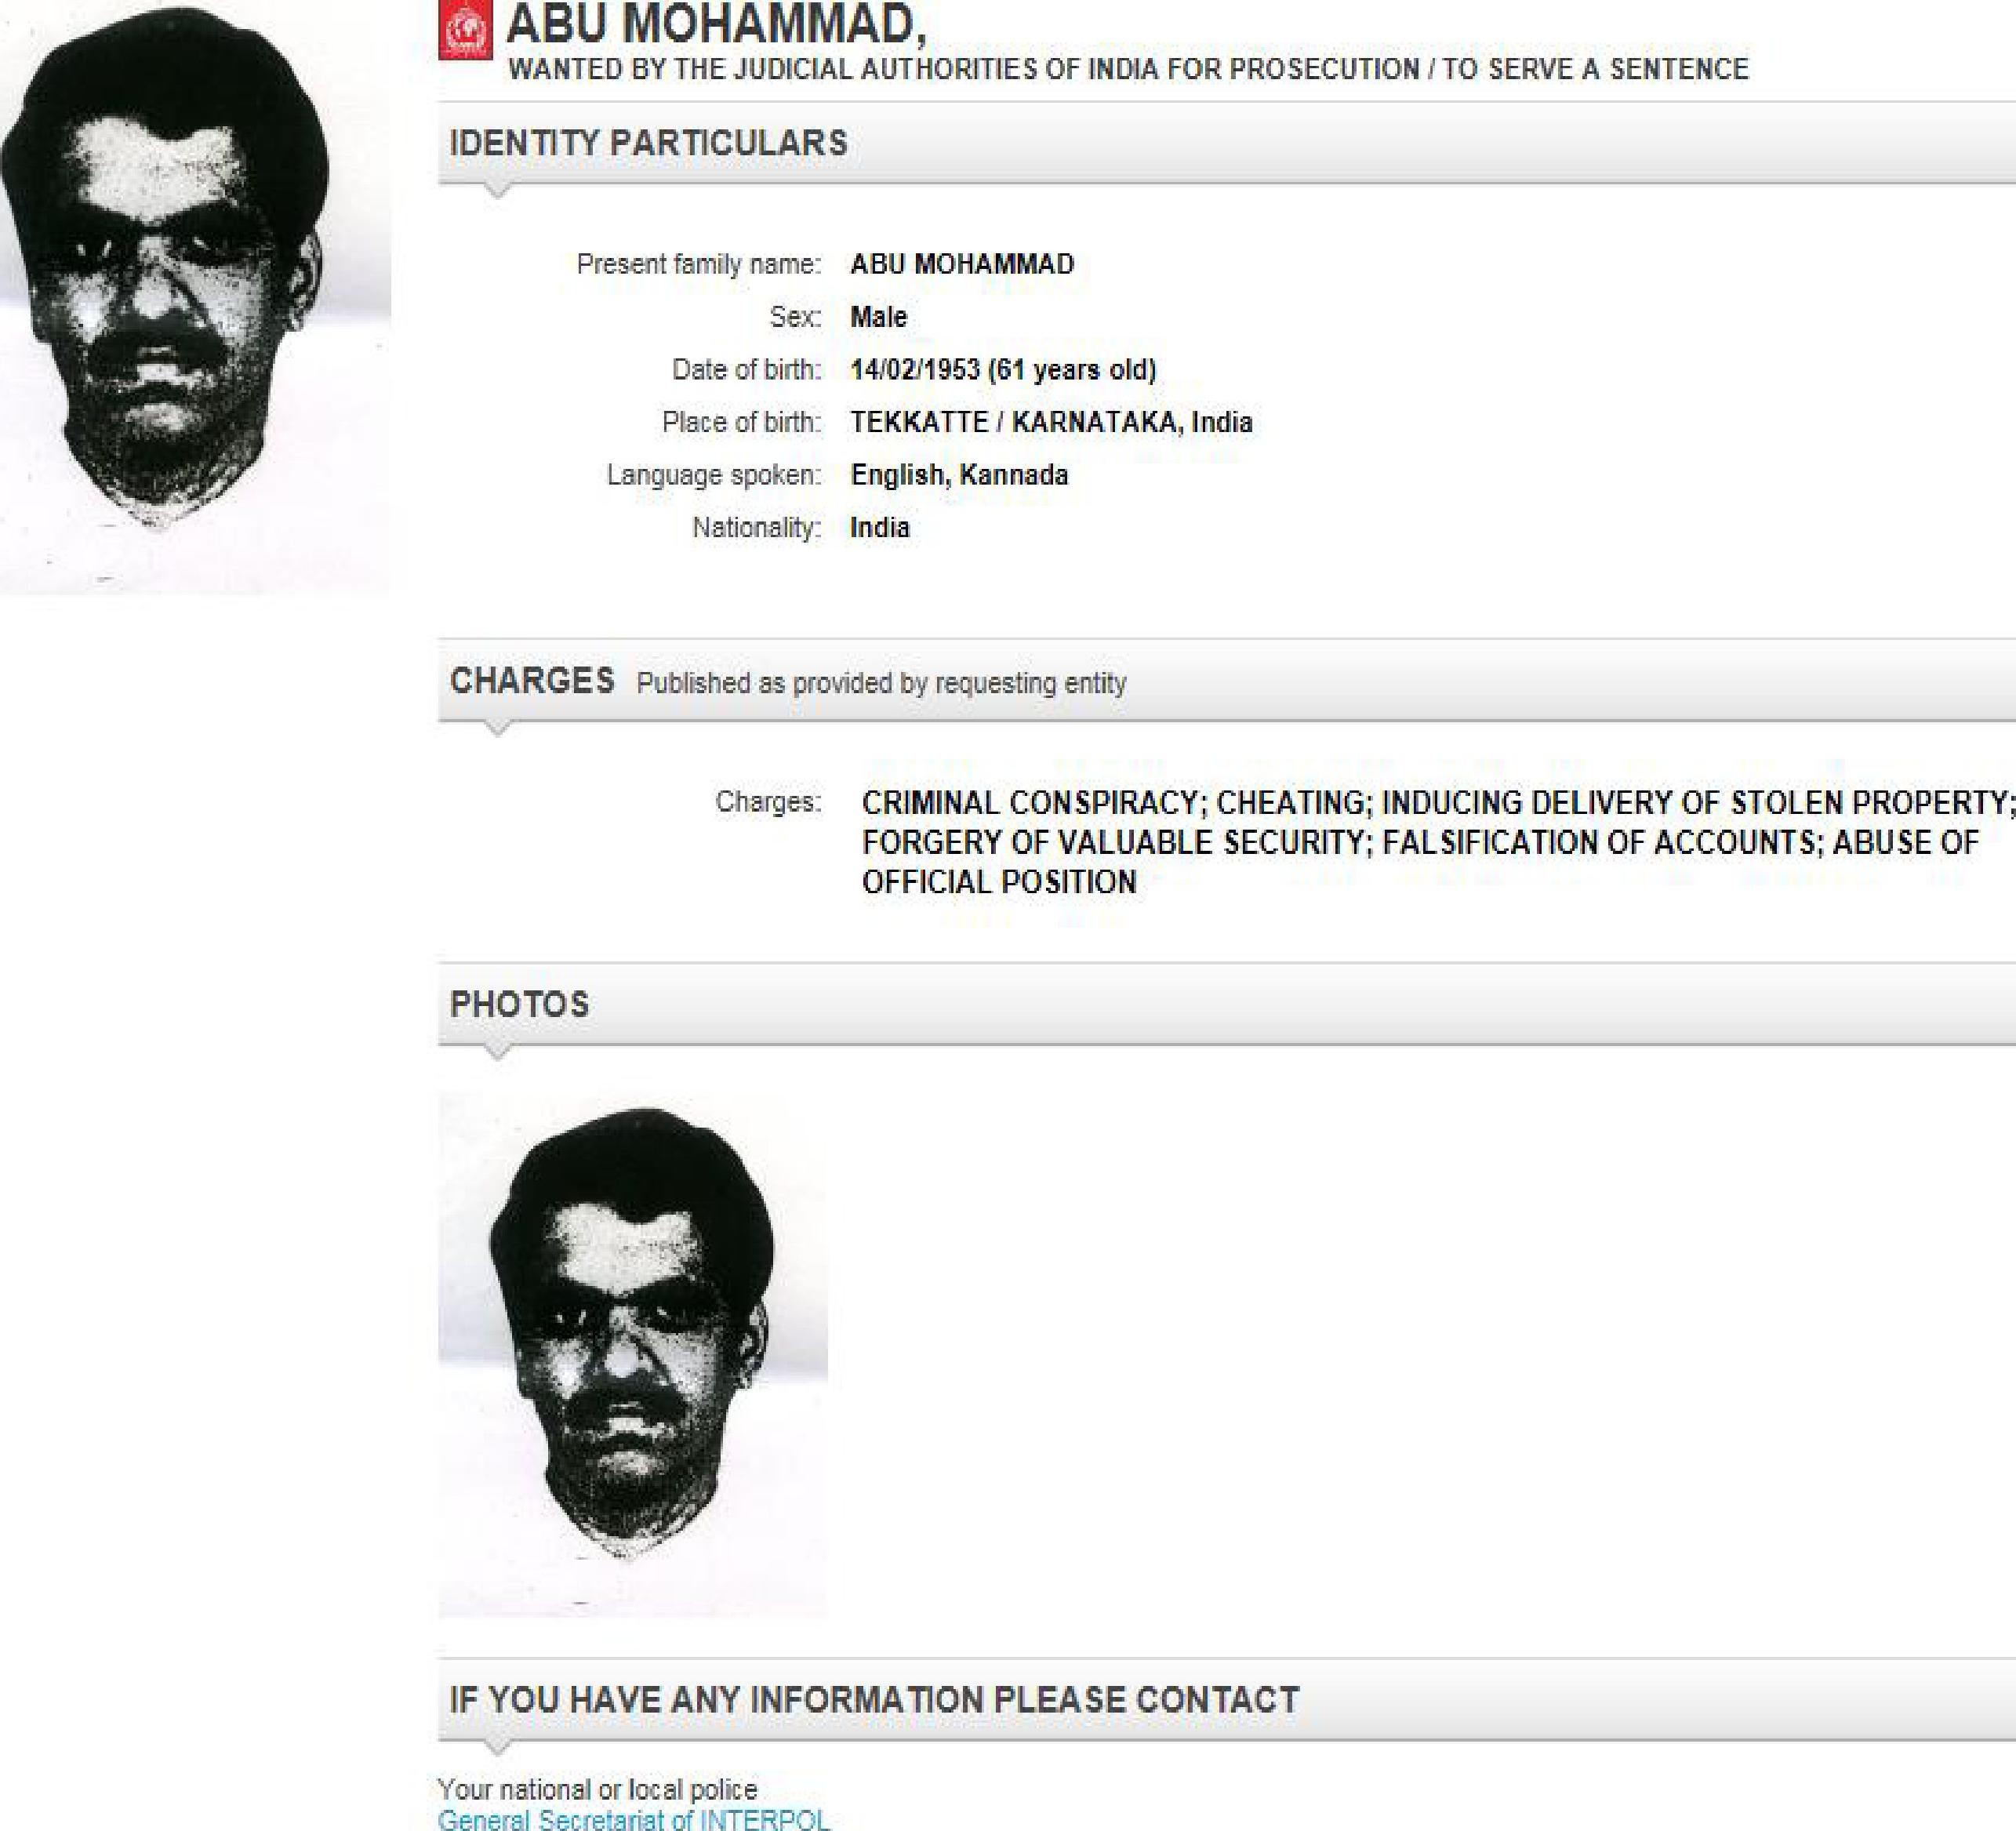 ABU MOHAMMAD,
WANTED BY THE JUDICIAL AUTHORITIES OF INDIA FOR PROSECUTION / TO SERVE A SENTENCE
IDENTITY PARTICULARS
Present family name: ABU MOHAMMAD
Sex: Male
Date of birth: 14/02/1953 (61 years old)
Place of birth: TEKKATTE / KARNATAKA, India
Language spoken: English, Kannada
Nationality: India
CHARGES Published as provided by requesting entity
Charges: CRIMINAL CONSPIRACY; CHEATING; INDUCING DELIVERY OF STOLEN PROPERTY;
FORGERY OF VALUABLE SECURITY; FALSIFICATION OF ACCOUNTS; ABUSE OF
OFFICIAL POSITION
PHOTOS
IF YOU HAVE ANY INFORMATION PLEASE CONTACT
Your national or local police
General Secretariat of INTERPOL